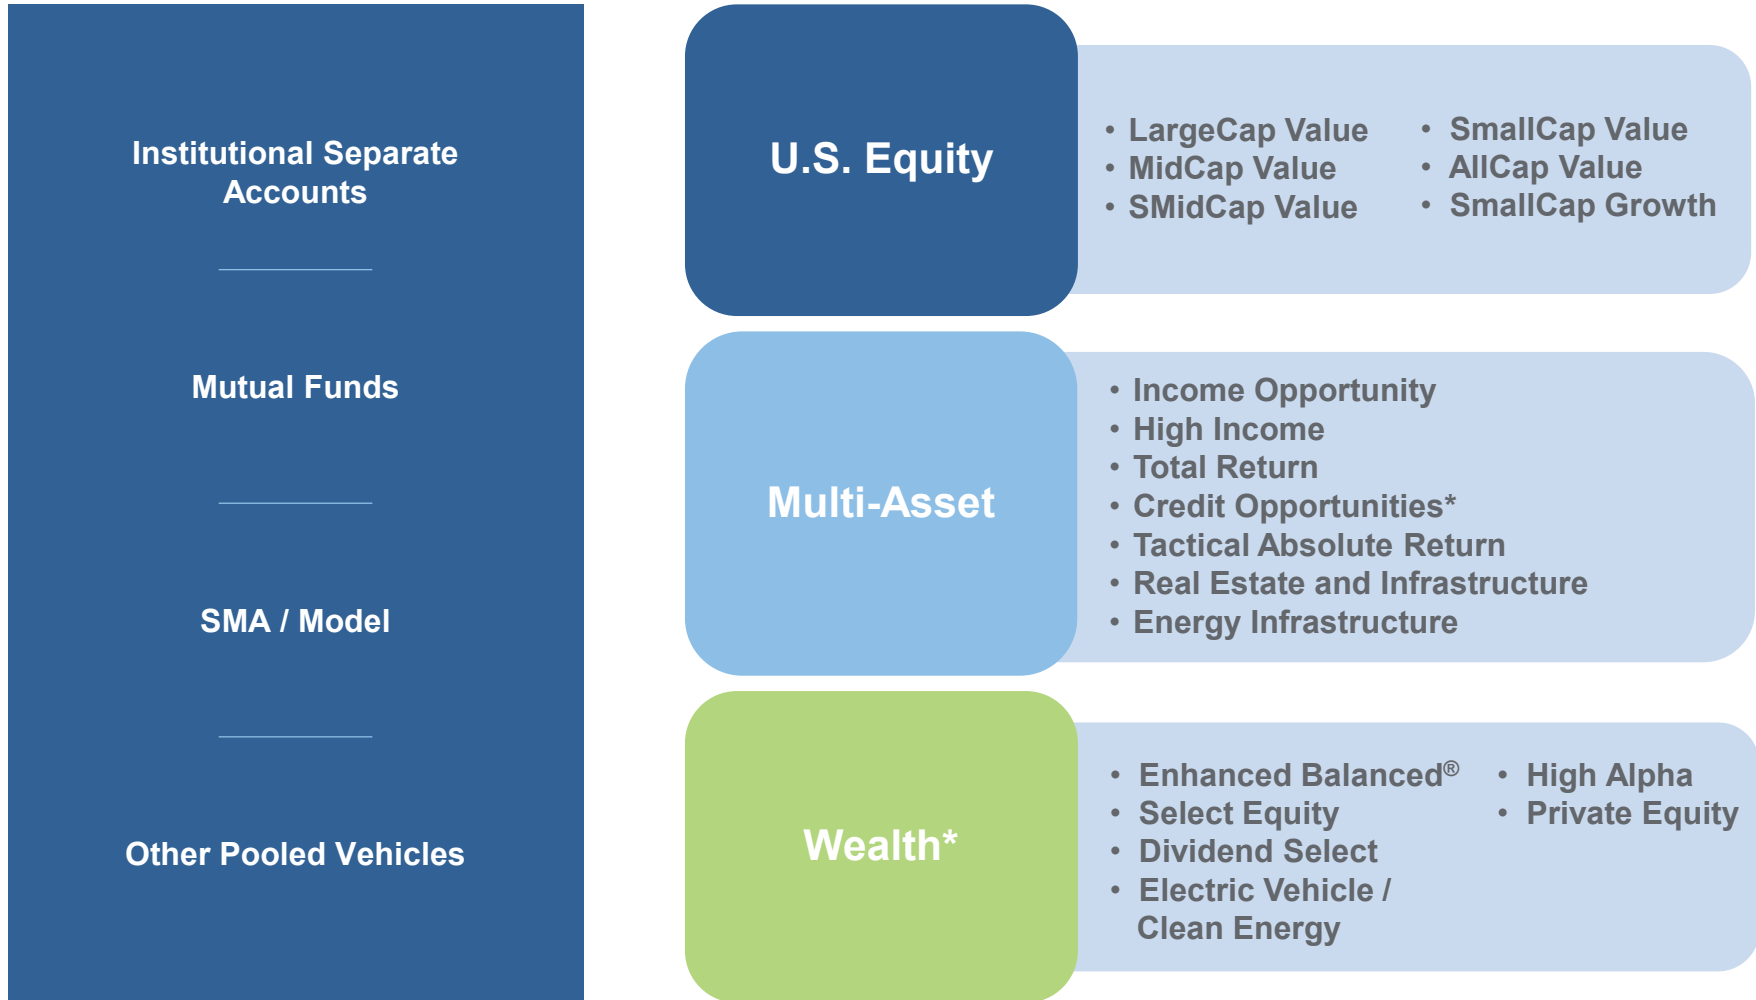 Institutional Separate
Accounts
Mutual Funds
SMA / Model
Other Pooled Vehicles
U.S. Equity
• LargeCap Value
• MidCap Value
• SMidCap Value
• SmallCap Value
• AllCap Value
• SmallCap Growth
Multi-Asset
• Income Opportunity
• High Income
• Total Return
• Credit Opportunities*
• Tactical Absolute Return
• Real Estate and Infrastructure
• Energy Infrastructure
Wealth*
• Enhanced Balanced®
• Select Equity
• Dividend Select
• Electric Vehicle /
Clean Energy
• High Alpha
• Private Equity